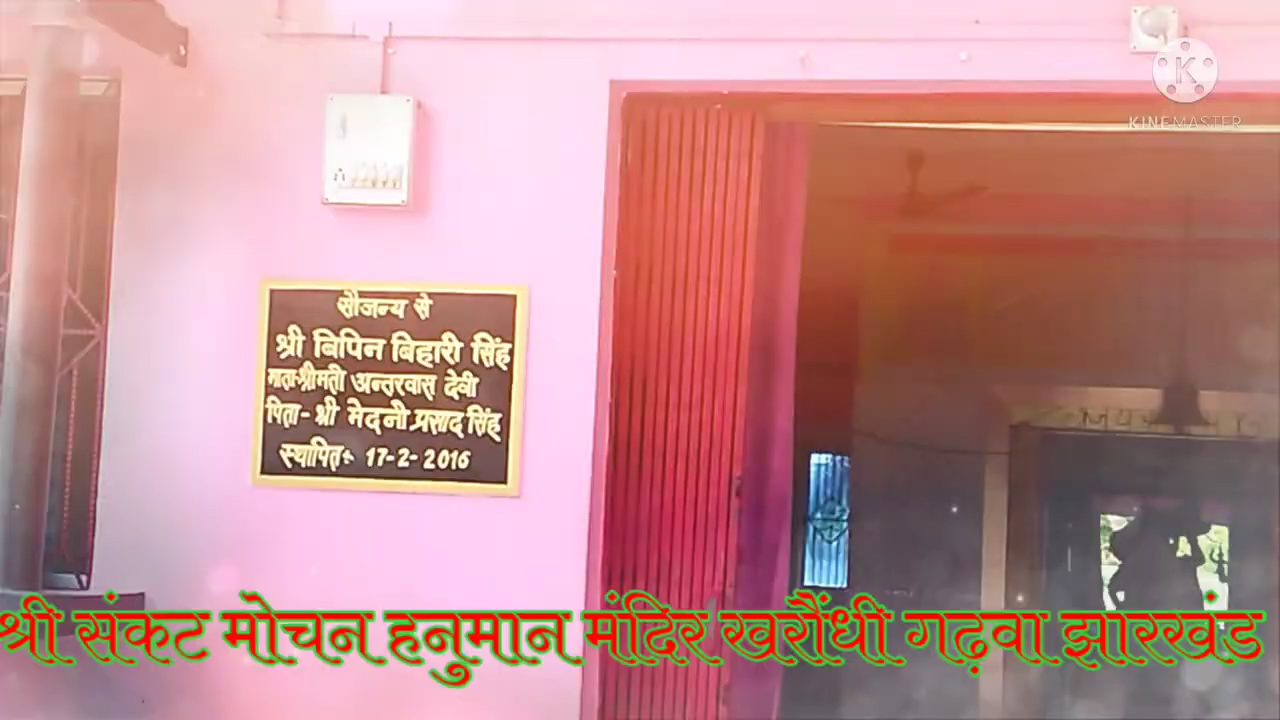 KINEMASTER
सौजन्य से
श्री बिपिन बिहारी सिंह
माता-श्रीमती अन्तरवास देवी
पिता- श्री मेदनी प्रसाद सिंह
स्थापित÷ 17-2-2016
श्री संकट मोचन हनुमान मंदिर खरौंधी गढ़वा झारखंड